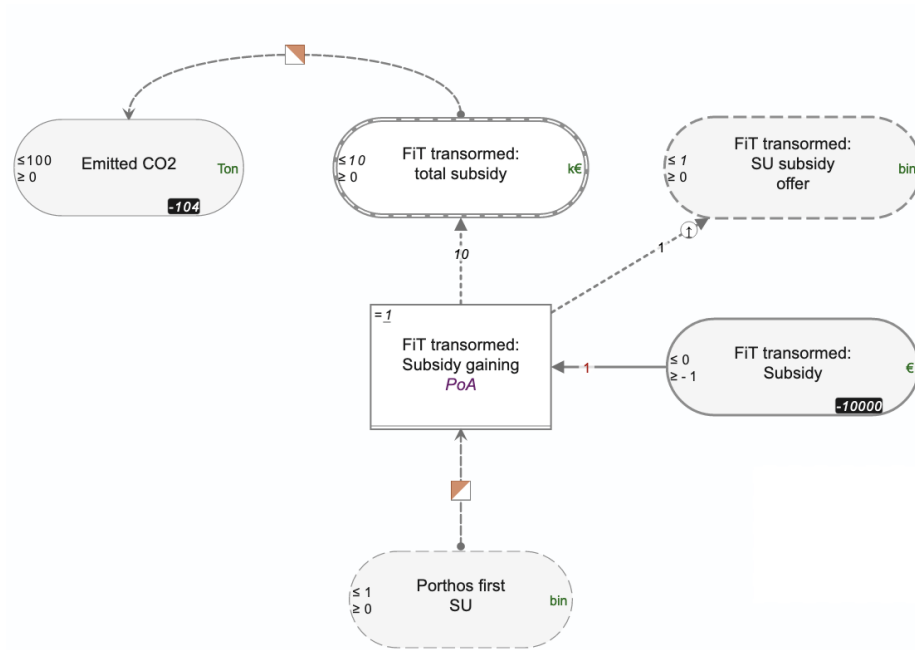 ≤100
≥ 0
Emitted CO2
Ton
-104
≤10
≥ 0
FiT transormed:
total subsidy
k€
≤ 1
≥ 0
FiT transormed:
SU subsidy
offer
bin
10
1
= 1
FiT transormed:
Subsidy gaining
PoA
1
≤ 0
≥ - 1
FiT transormed:
Subsidy
€
-10000
≤ 1
≥ 0
Porthos first
SU
bin